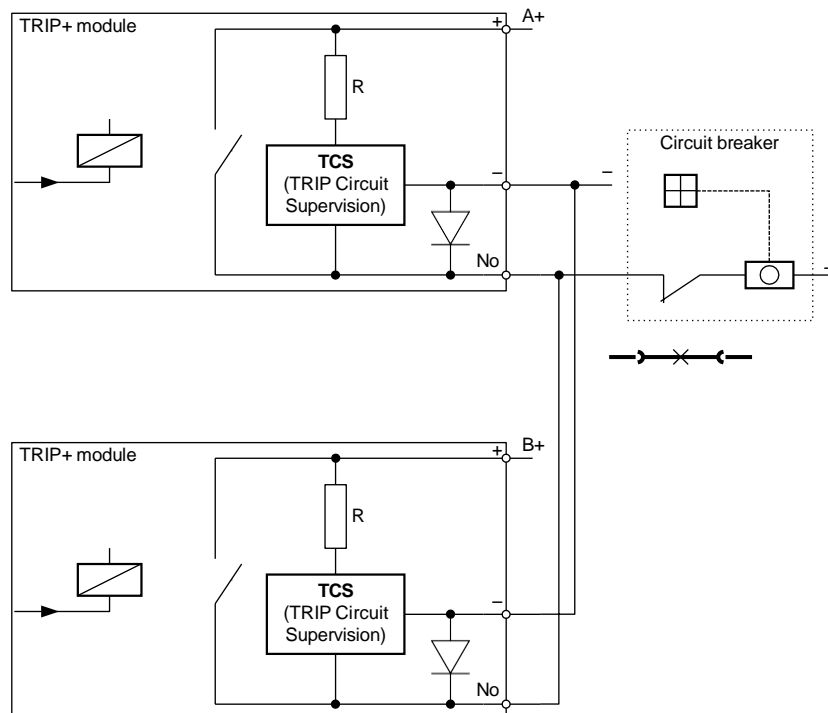 TRIP+ module
+
A+
R
TCS
(TRIP Circuit
Supervision)
–
–
No
Circuit breaker
–
TRIP+ module
+
B+
R
TCS
(TRIP Circuit
Supervision)
–
No